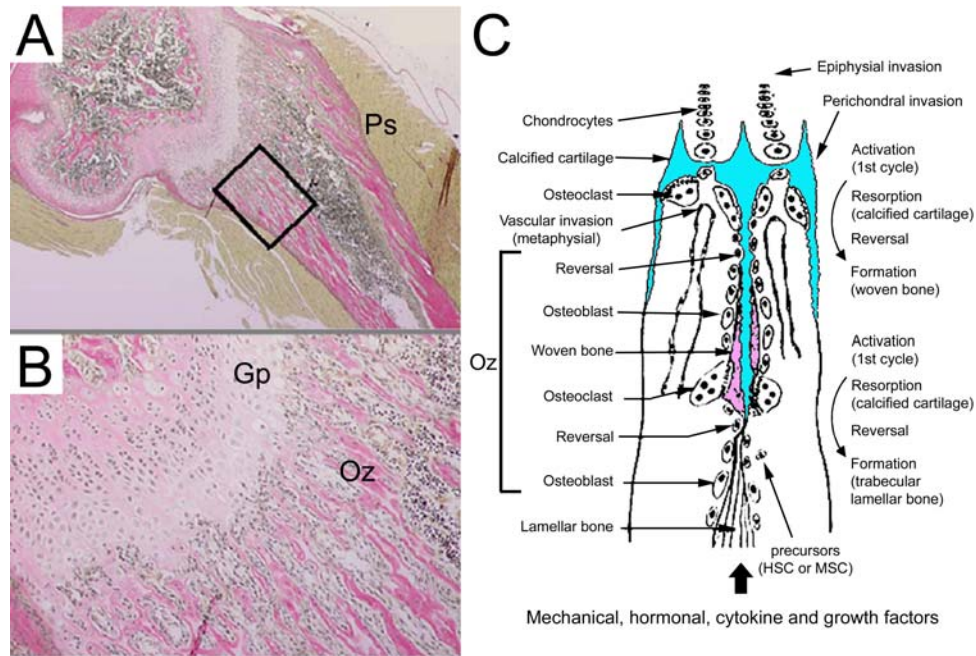 A
Ps
B
Gp
Oz
C
Epiphysial invasion
Chondrocytes
Perichondral invasion
Calcified cartilage
Activation
(1st cycle)
Osteoclast
Resorption
(calcified cartilage)
Vascular invasion
(metaphysial)
Reversal
Reversal
Formation
(woven bone)
Osteoblast
Oz
Woven bone
Activation
(1st cycle)
Osteoclast
Resorption
(calcified cartilage)
Reversal
Reversal
Osteoblast
Formation
(trabecular
lamellar bone)
Lamellar bone
precursors
(HSC or MSC)
Mechanical, hormonal, cytokine and growth factors